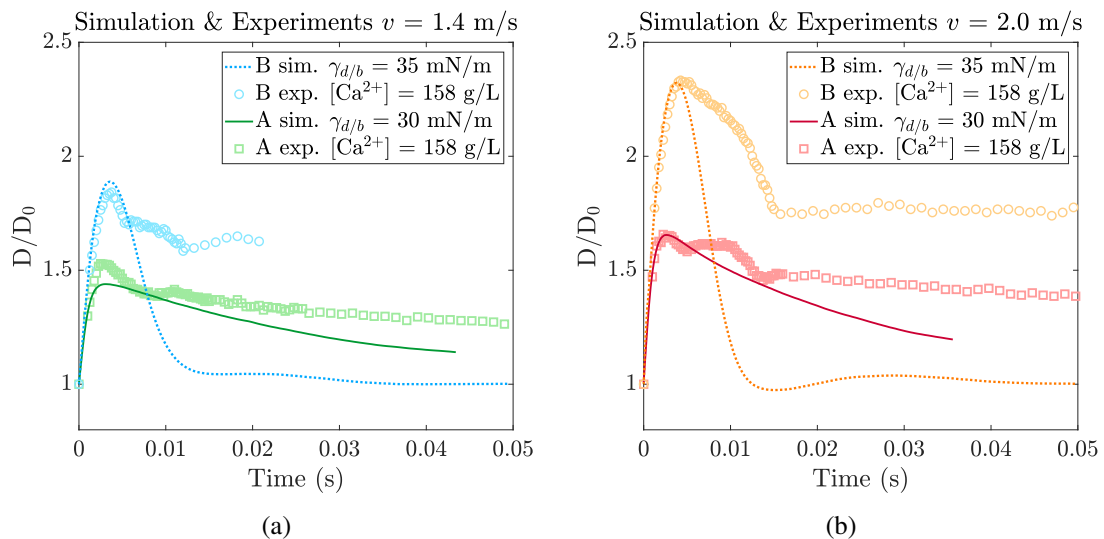 Simulation & Experiments v = 1.4 m/s
2.5
2
1.5
1
D/D₀
B sim. γd/b = 35 mN/m
B exp. [Ca²⁺] = 158 g/L
A sim. γd/b = 30 mN/m
A exp. [Ca²⁺] = 158 g/L
0 0.01 0.02 0.03 0.04 0.05
Time (s)
(a)
Simulation & Experiments v = 2.0 m/s
2.5
2
1.5
1
D/D₀
B sim. γd/b = 35 mN/m
B exp. [Ca²⁺] = 158 g/L
A sim. γd/b = 30 mN/m
A exp. [Ca²⁺] = 158 g/L
0 0.01 0.02 0.03 0.04 0.05
Time (s)
(b)